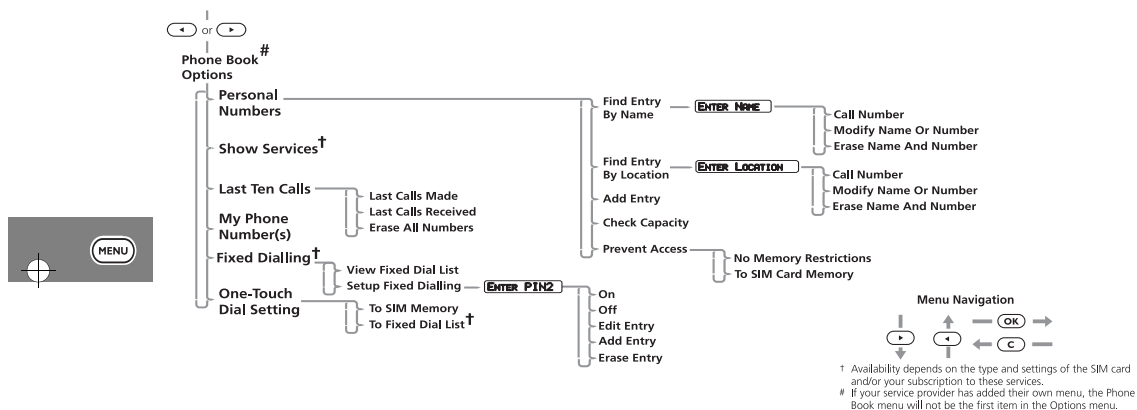 or
Phone Book#
Options
Personal
Numbers
Show Services†
Last Ten Calls
Last Calls Made
Last Calls Received
Erase All Numbers
My Phone
Number(s)
Fixed Dialling†
View Fixed Dial List
Setup Fixed Dialling
ENTER PIN2
On
Off
Edit Entry
Add Entry
Erase Entry
One-Touch
Dial Setting
To SIM Memory
To Fixed Dial List†
Find Entry
By Name
ENTER NAME
Call Number
Modify Name Or Number
Erase Name And Number
Find Entry
By Location
ENTER LOCATION
Call Number
Modify Name Or Number
Erase Name And Number
Add Entry
Check Capacity
Prevent Access
No Memory Restrictions
To SIM Card Memory
MENU
Menu Navigation
OK
C
† Availability depends on the type and settings of the SIM card
and/or your subscription to these services.
# If your service provider has added their own menu, the Phone
Book menu will not be the first item in the Options menu.